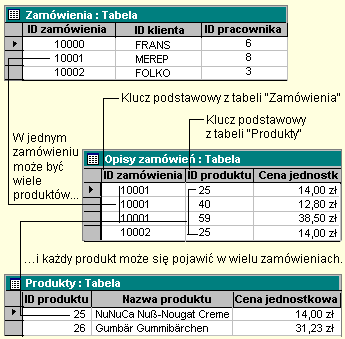 Zamówienia : Tabela
ID zamówienia ID klienta ID pracownika
10000 FRANS 6
10001 MEREP 8
10002 FOLKO 3
Klucz podstawowy z tabeli "Zamówienia"
Klucz podstawowy
z tabeli "Produkty"
W jednym
zamówieniu
może być
wiele
produktów...
Opisy zamówień : Tabela
ID zamówienia ID produktu Cena jednostk
10001 25 14,00 zł
10001 40 12,80 zł
10001 59 38,50 zł
10002 25 14,00 zł
...i każdy produkt może się pojawić w wielu zamówieniach.
Produkty : Tabela
ID produktu Nazwa produktu Cena jednostkowa
25 NuNuCa Nuß-Nougat Creme 14,00 zł
26 Gumbär Gummibärchen 31,23 zł